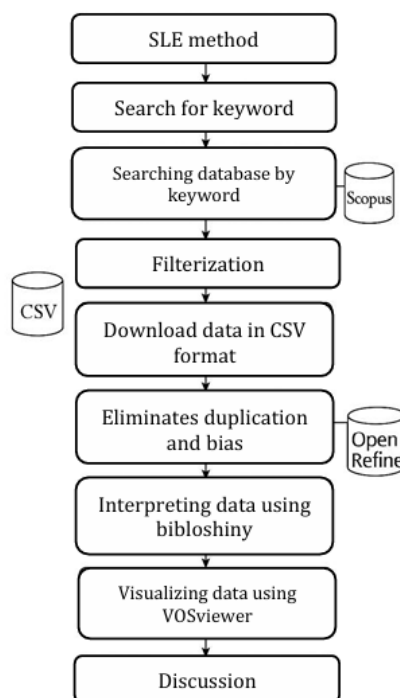 SLE method
Search for keyword
Searching database by
keyword
Scopus
Filterization
CSV
Download data in CSV
format
Eliminates duplication
and bias
Open
Refine
Interpreting data using
bibloshiny
Visualizing data using
VOSviewer
Discussion